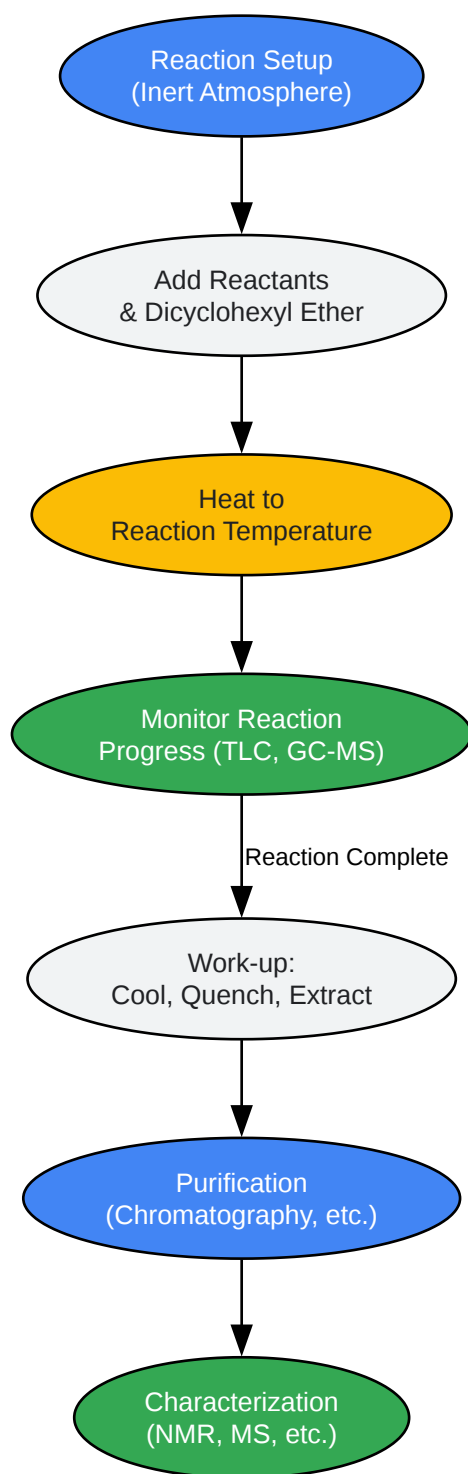 Reaction Setup
(Inert Atmosphere)
Add Reactants
& Dicyclohexyl Ether
Heat to
Reaction Temperature
Monitor Reaction
Progress (TLC, GC-MS)
Reaction Complete
Work-up:
Cool, Quench, Extract
Purification
(Chromatography, etc.)
Characterization
(NMR, MS, etc.)